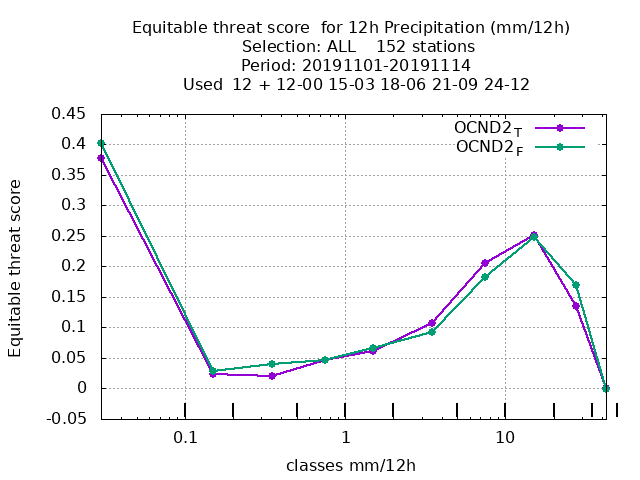 Equitable threat score  for 12h Precipitation (mm/12h)
Selection: ALL    152 stations
Period: 20191101-20191114
Used  12 + 12-00 15-03 18-06 21-09 24-12
OCND2T
OCND2F
Equitable threat score
0.45
0.4
0.35
0.3
0.25
0.2
0.15
0.1
0.05
0
-0.05
0.1 1 10
classes mm/12h